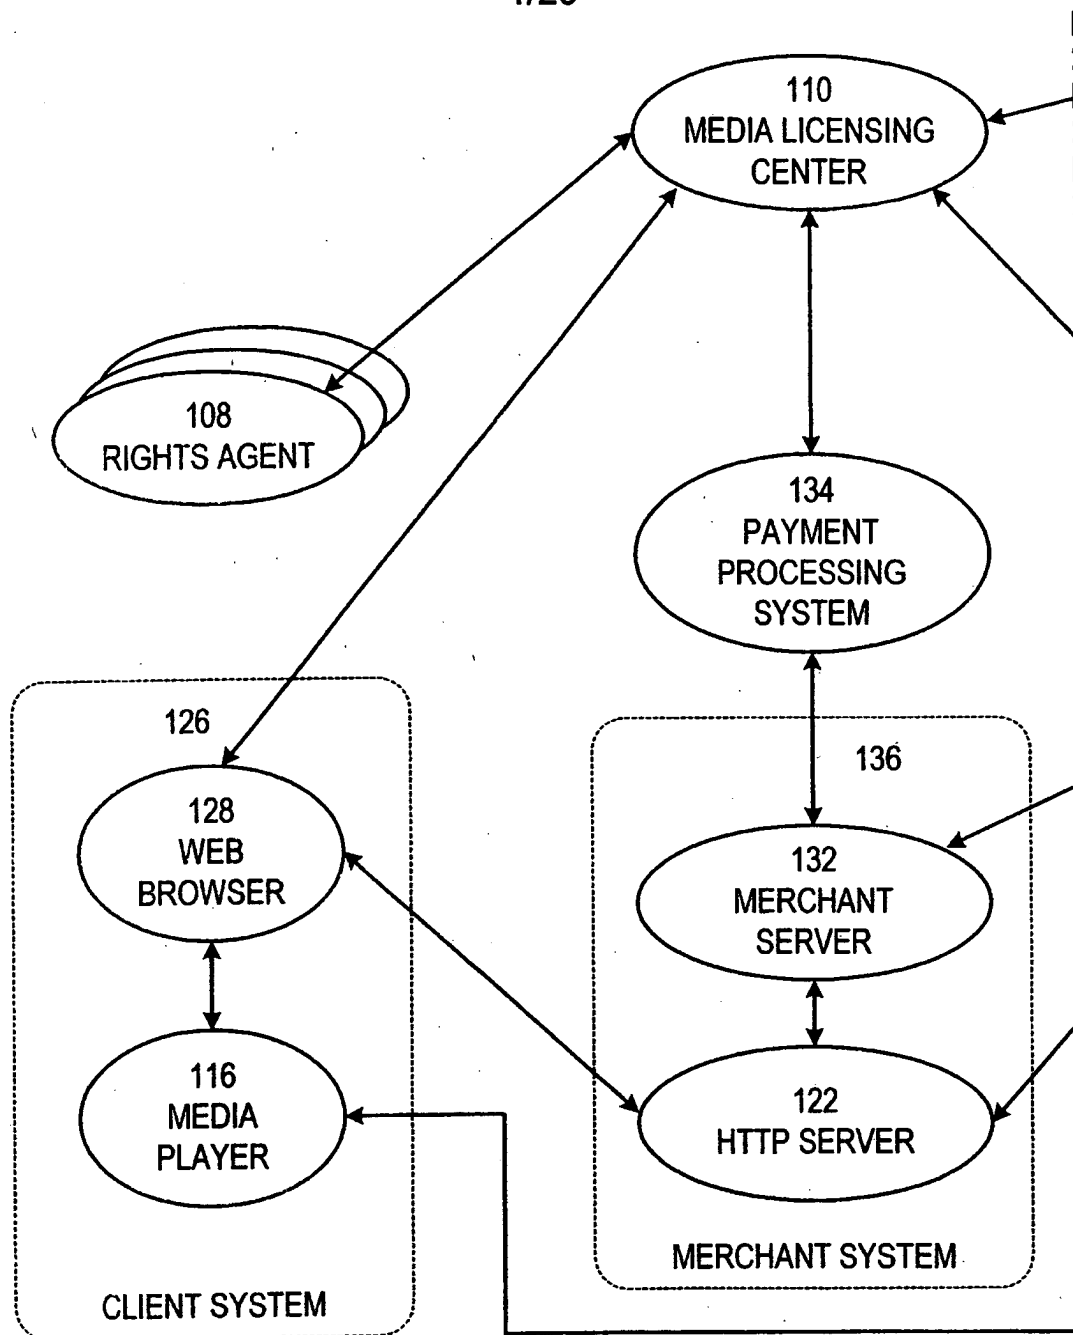 110
MEDIA LICENSING
CENTER
108
RIGHTS AGENT
134
PAYMENT
PROCESSING
SYSTEM
126
136
128
WEB
BROWSER
132
MERCHANT
SERVER
116
MEDIA
PLAYER
122
HTTP SERVER
MERCHANT SYSTEM
CLIENT SYSTEM